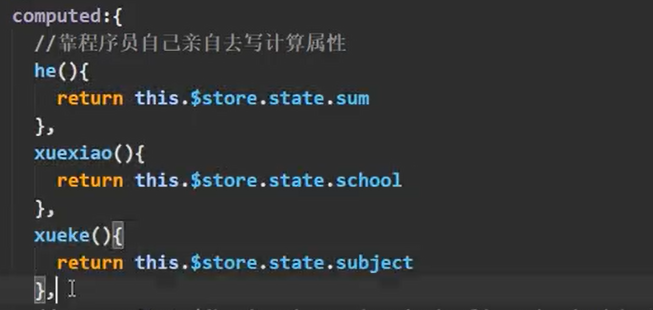 computed:{
//靠程序员自己亲自去写计算属性
he(){
return this.$store.state.sum
},
xuexiao(){
return this.$store.state.school
},
xueke(){
return this.$store.state.subject
},